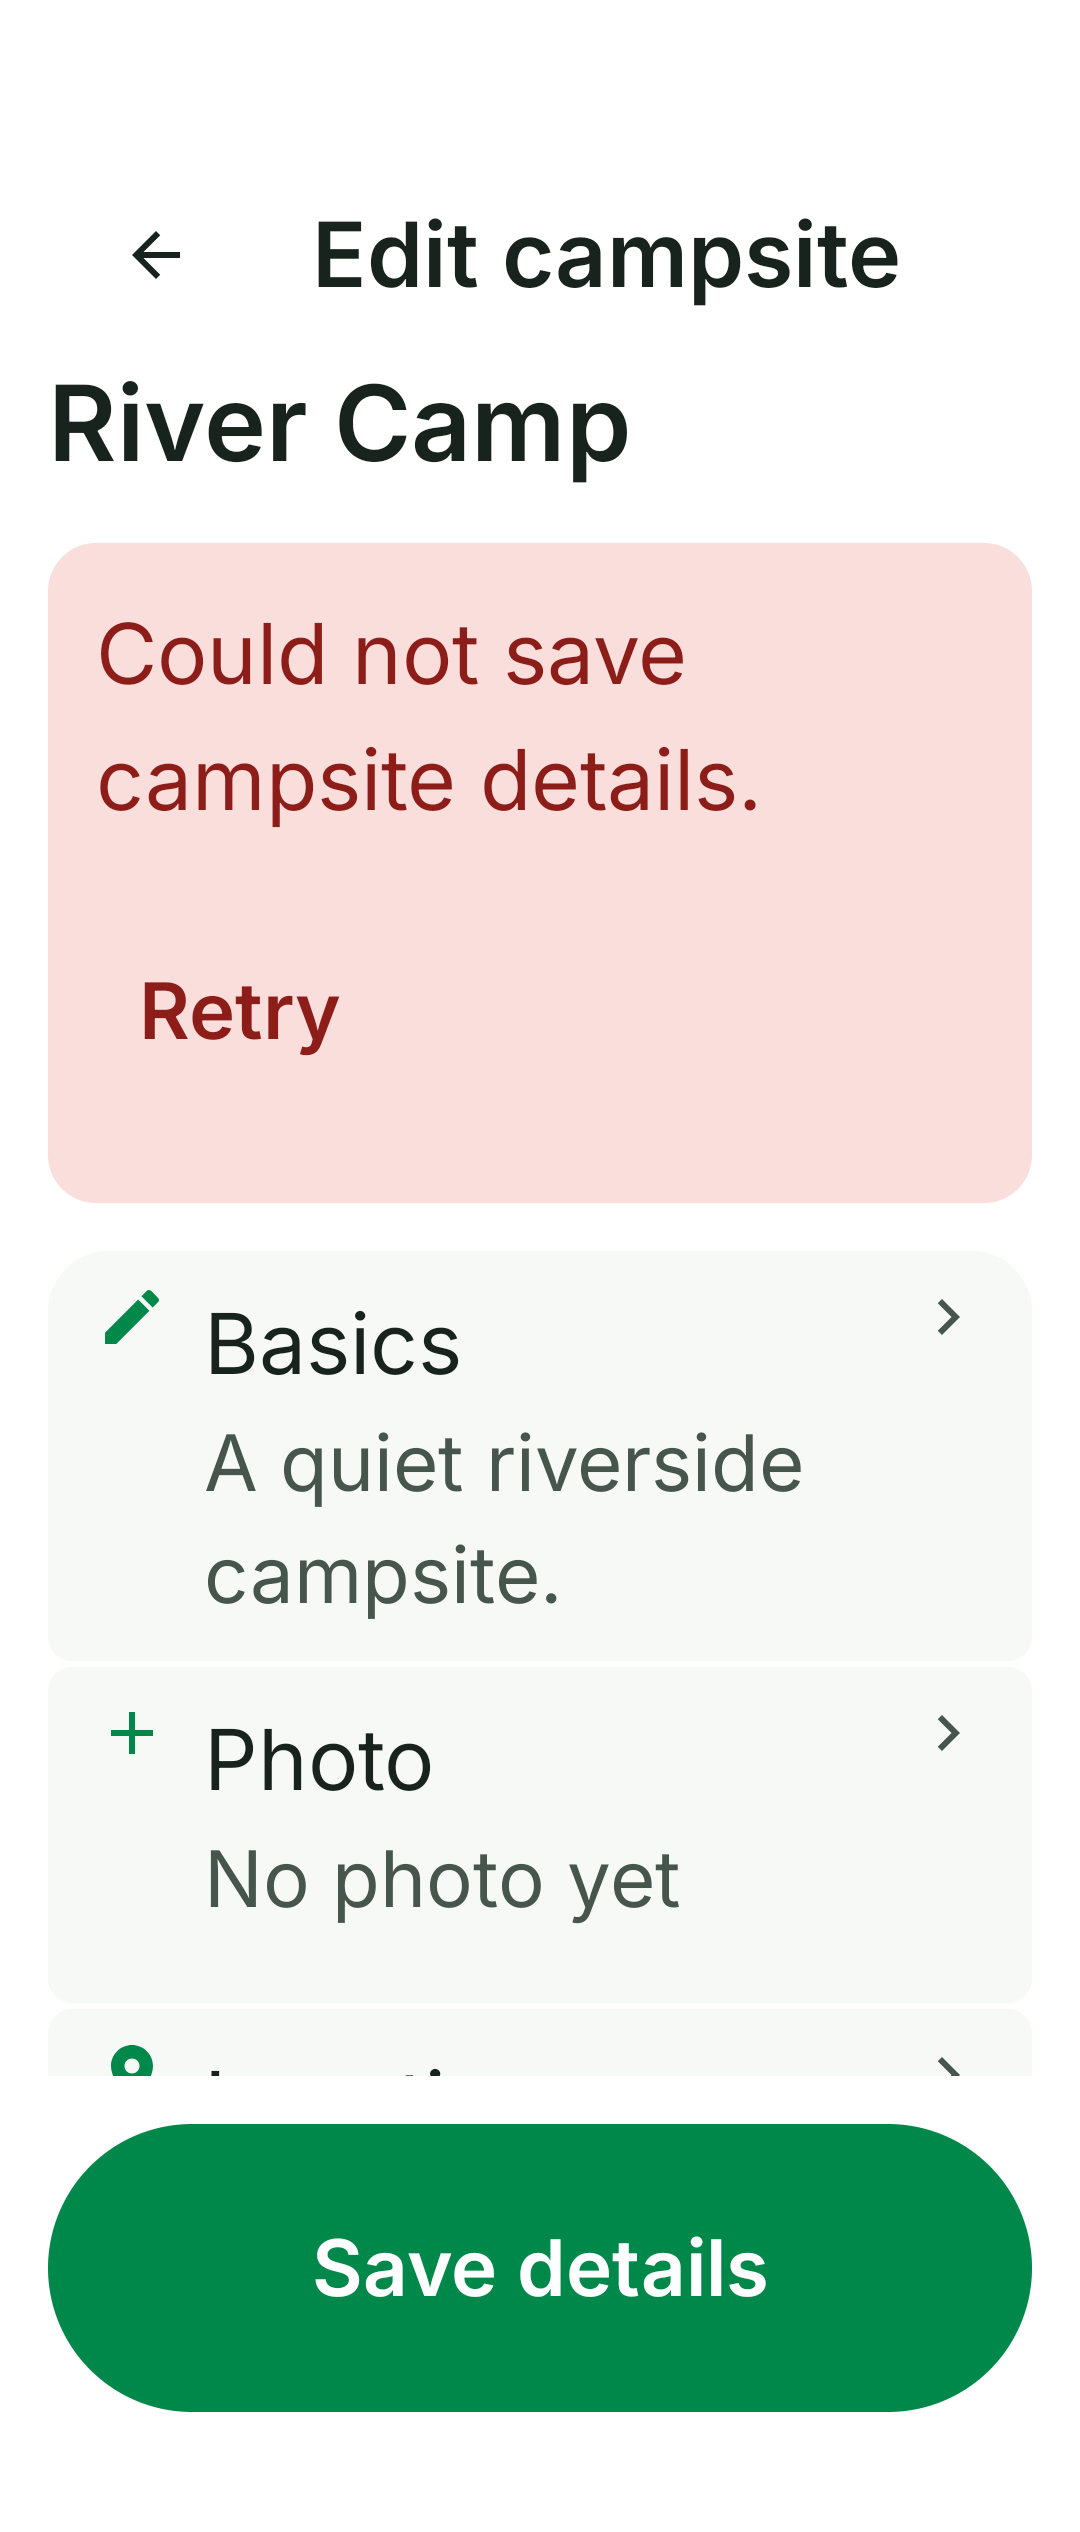 Edit campsite
River Camp
Could not save
campsite details.
Retry
Basics
A quiet riverside
campsite.
Photo
No photo yet
Save details